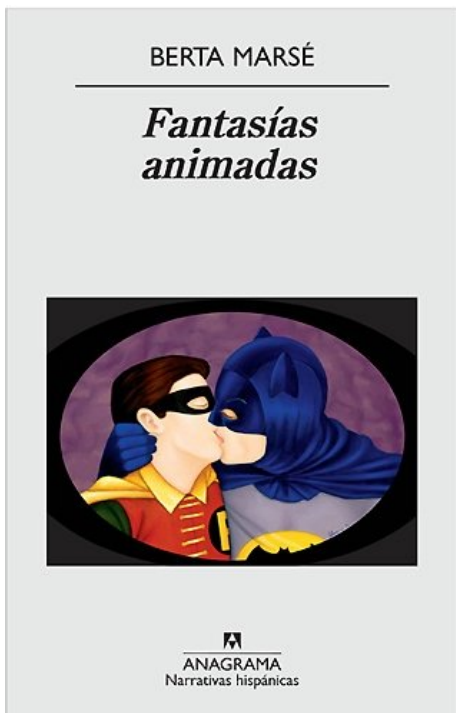 BERTA MARSÉ
Fantasías
animadas
ANAGRAMA
Narrativas hispánicas